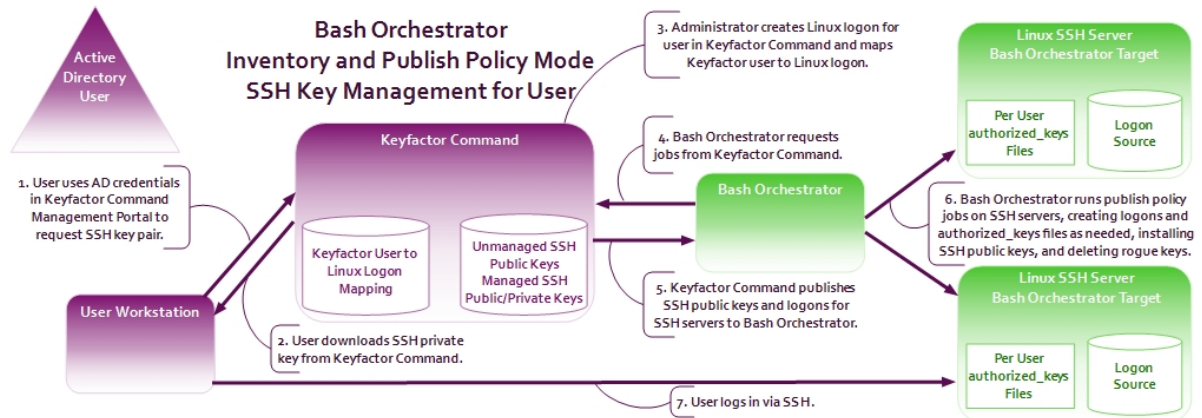 Active
Directory
User
Bash Orchestrator
Inventory and Publish Policy Mode
SSH Key Management for User
3. Administrator creates Linux logon for
user in Keyfactor Command and maps
Keyfactor user to Linux logon.
Linux SSH Server
Bash Orchestrator Target
Per User
authorized_keys
Files
Logon
Source
Keyfactor Command
4. Bash Orchestrator requests
jobs from Keyfactor Command.
1. User uses AD credentials
in Keyfactor Command
Management Portal to
request SSH key pair.
Bash Orchestrator
6. Bash Orchestrator runs publish policy
jobs on SSH servers, creating logons and
authorized_keys files as needed, installing
SSH public keys, and deleting rogue keys.
Keyfactor User to
Linux Logon
Mapping
Unmanaged SSH
Public Keys
Managed SSH
Public/Private Keys
User Workstation
2. User downloads SSH private
key from Keyfactor Command.
5. Keyfactor Command publishes
SSH public keys and logons for
SSH servers to Bash Orchestrator.
Linux SSH Server
Bash Orchestrator Target
Per User
authorized_keys
Files
Logon
Source
7. User logs in via SSH.